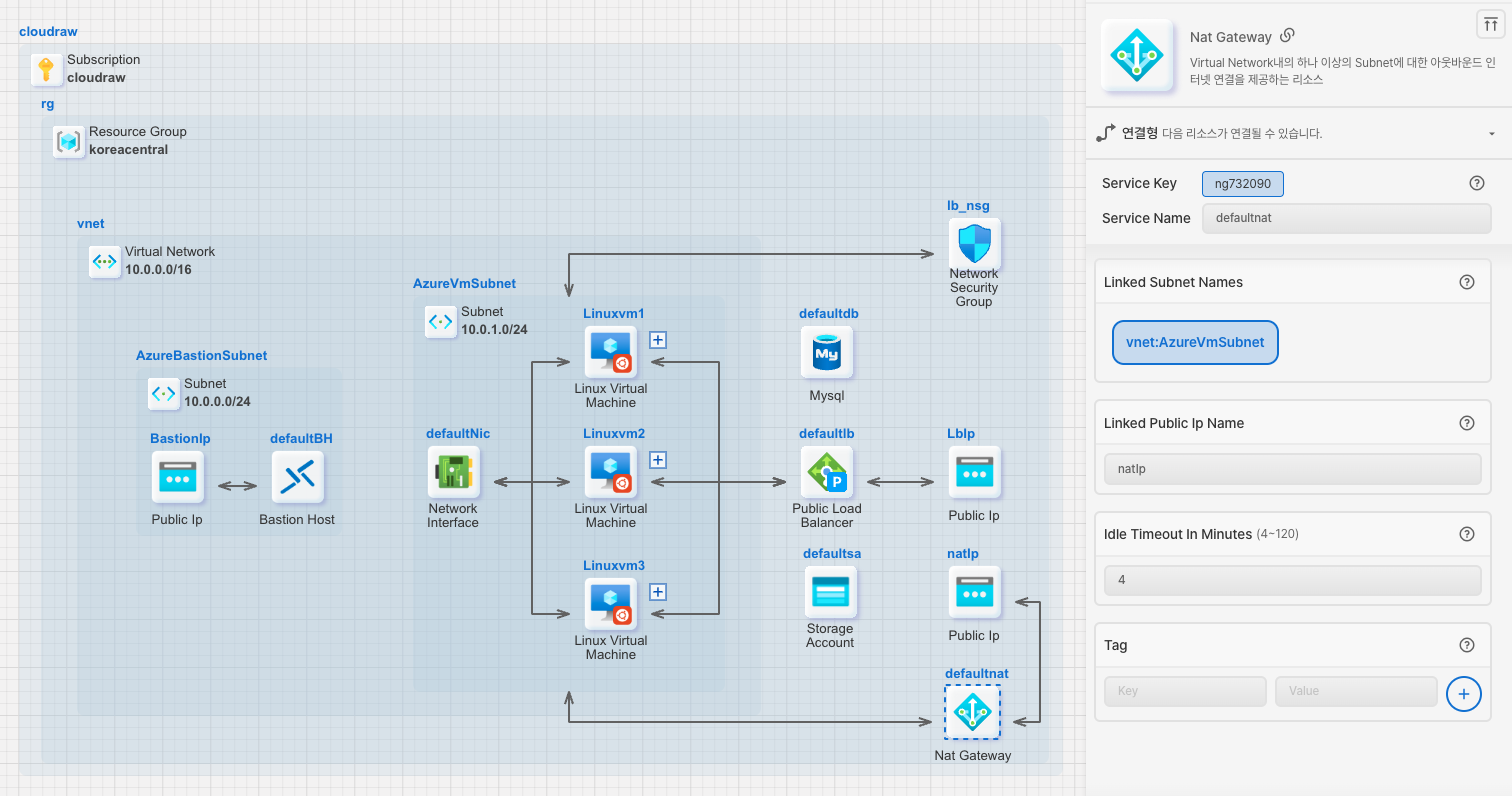 cloudraw
Subscription
cloudraw
rg
Resource Group
koreacentral
vnet
Virtual Network
10.0.0.0/16
AzureBastionSubnet
Subnet
10.0.0.0/24
BastionIp
Public Ip
defaultBH
Bastion Host
AzureVmSubnet
Subnet
10.0.1.0/24
defaultNic
Network
Interface
Linuxvm1
Linux Virtual
Machine
Linuxvm2
Linux Virtual
Machine
Linuxvm3
Linux Virtual
Machine
lb_nsg
Network
Security
Group
defaultdb
My
Mysql
defaultlb
P
Public Load
Balancer
LbIp
Public Ip
defaultsa
Storage
Account
natIp
Public Ip
defaultnat
Nat Gateway
Nat Gateway
Virtual Network내의 하나 이상의 Subnet에 대한 아웃바운드 인
터넷 연결을 제공하는 리소스
연결형 다음 리소스가 연결될 수 있습니다.
Service Key
ng732090
Service Name
defaultnat
Linked Subnet Names
vnet:AzureVmSubnet
Linked Public Ip Name
natIp
Idle Timeout In Minutes (4~120)
4
Tag
Key
Value